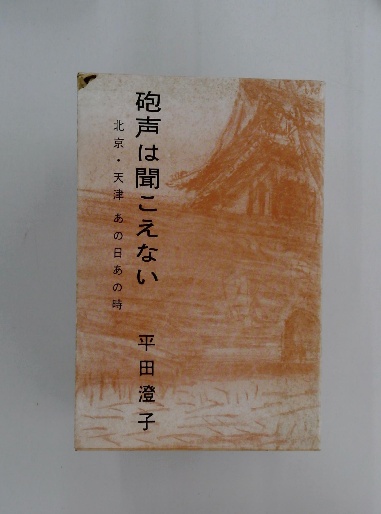 砲声は聞こえない
北京・天津 あの日あの時
平田澄子